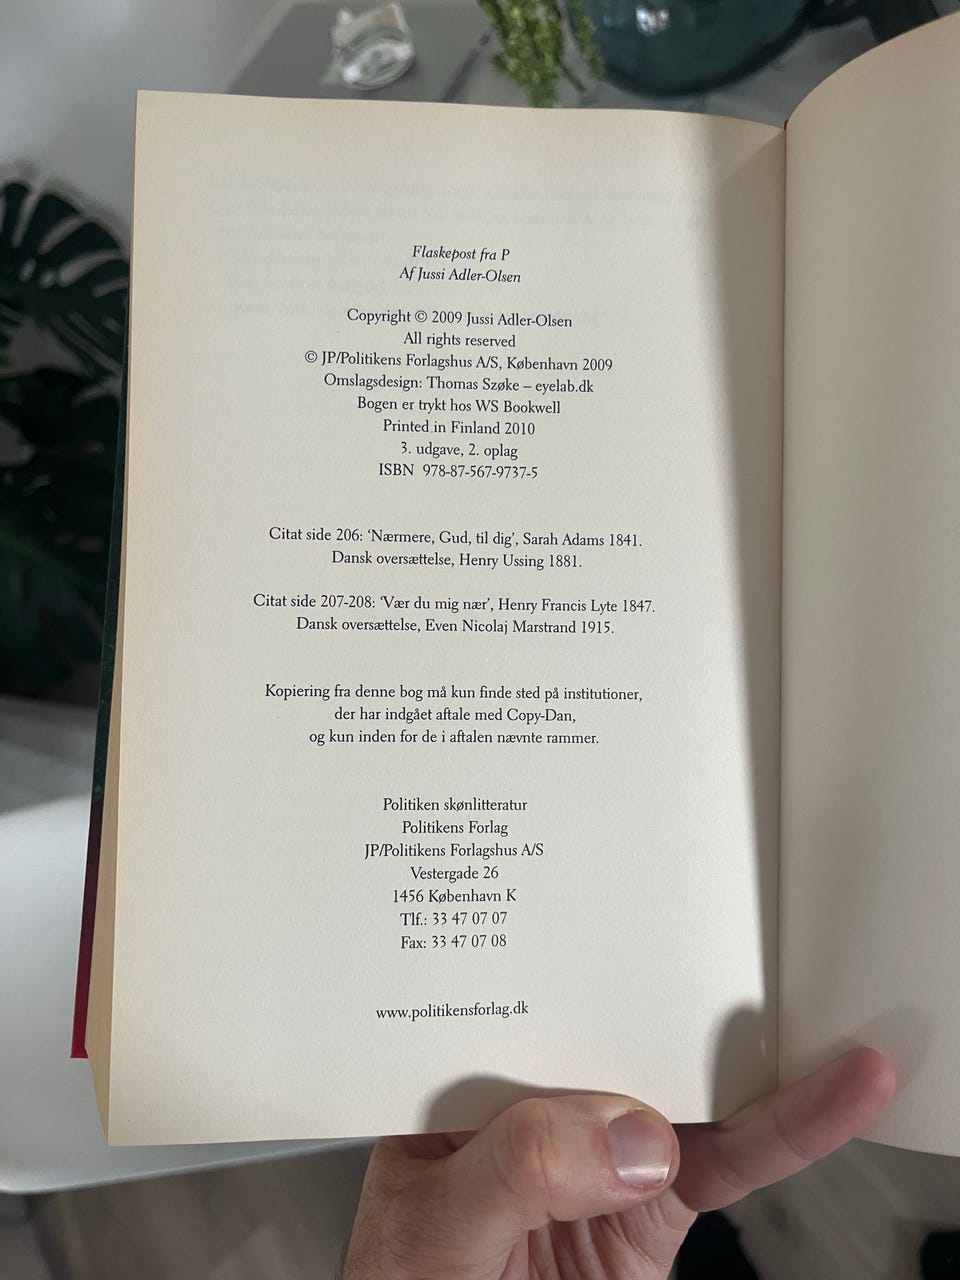 Flaskepost fra P
Af Jussi Adler-Olsen
Copyright © 2009 Jussi Adler-Olsen
All rights reserved
© JP/Politikens Forlagshus A/S, København 2009
Omslagsdesign: Thomas Szøke – eyelab.dk
Bogen er trykt hos WS Bookwell
Printed in Finland 2010
3. udgave, 2. oplag
ISBN 978-87-567-9737-5
Citat side 206: ‘Nærmere, Gud, til dig’, Sarah Adams 1841.
Dansk oversættelse, Henry Ussing 1881.
Citat side 207-208: ‘Vær du mig nær’, Henry Francis Lyte 1847.
Dansk oversættelse, Even Nicolaj Marstrand 1915.
Kopiering fra denne bog må kun finde sted på institutioner,
der har indgået aftale med Copy-Dan,
og kun inden for de i aftalen nævnte rammer.
Politiken skønlitteratur
Politikens Forlag
JP/Politikens Forlagshus A/S
Vestergade 26
1456 København K
Tlf.: 33 47 07 07
Fax: 33 47 07 08
www.politikensforlag.dk